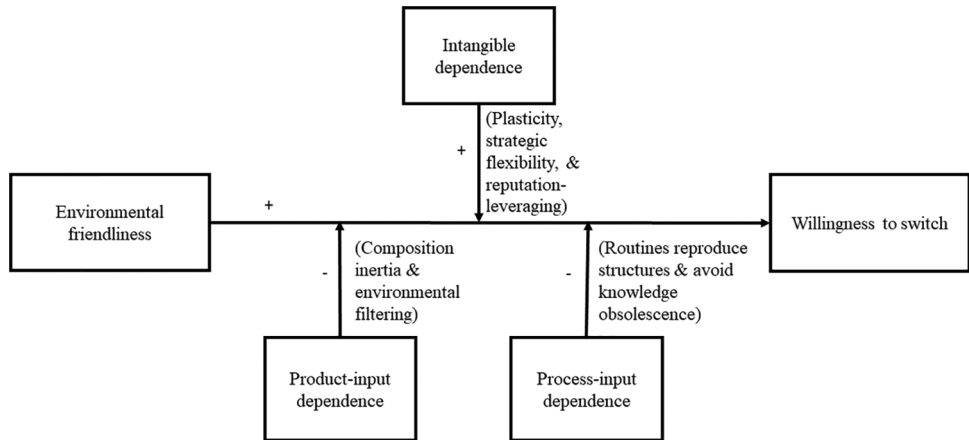 Intangible
dependence
(Plasticity,
strategic
flexibility, &
reputation-
leveraging)
+
Environmental
friendliness
+
Willingness to switch
(Composition
inertia &
environmental
filtering)
-
(Routines reproduce
structures & avoid
knowledge
obsolescence)
-
Product-input
dependence
Process-input
dependence